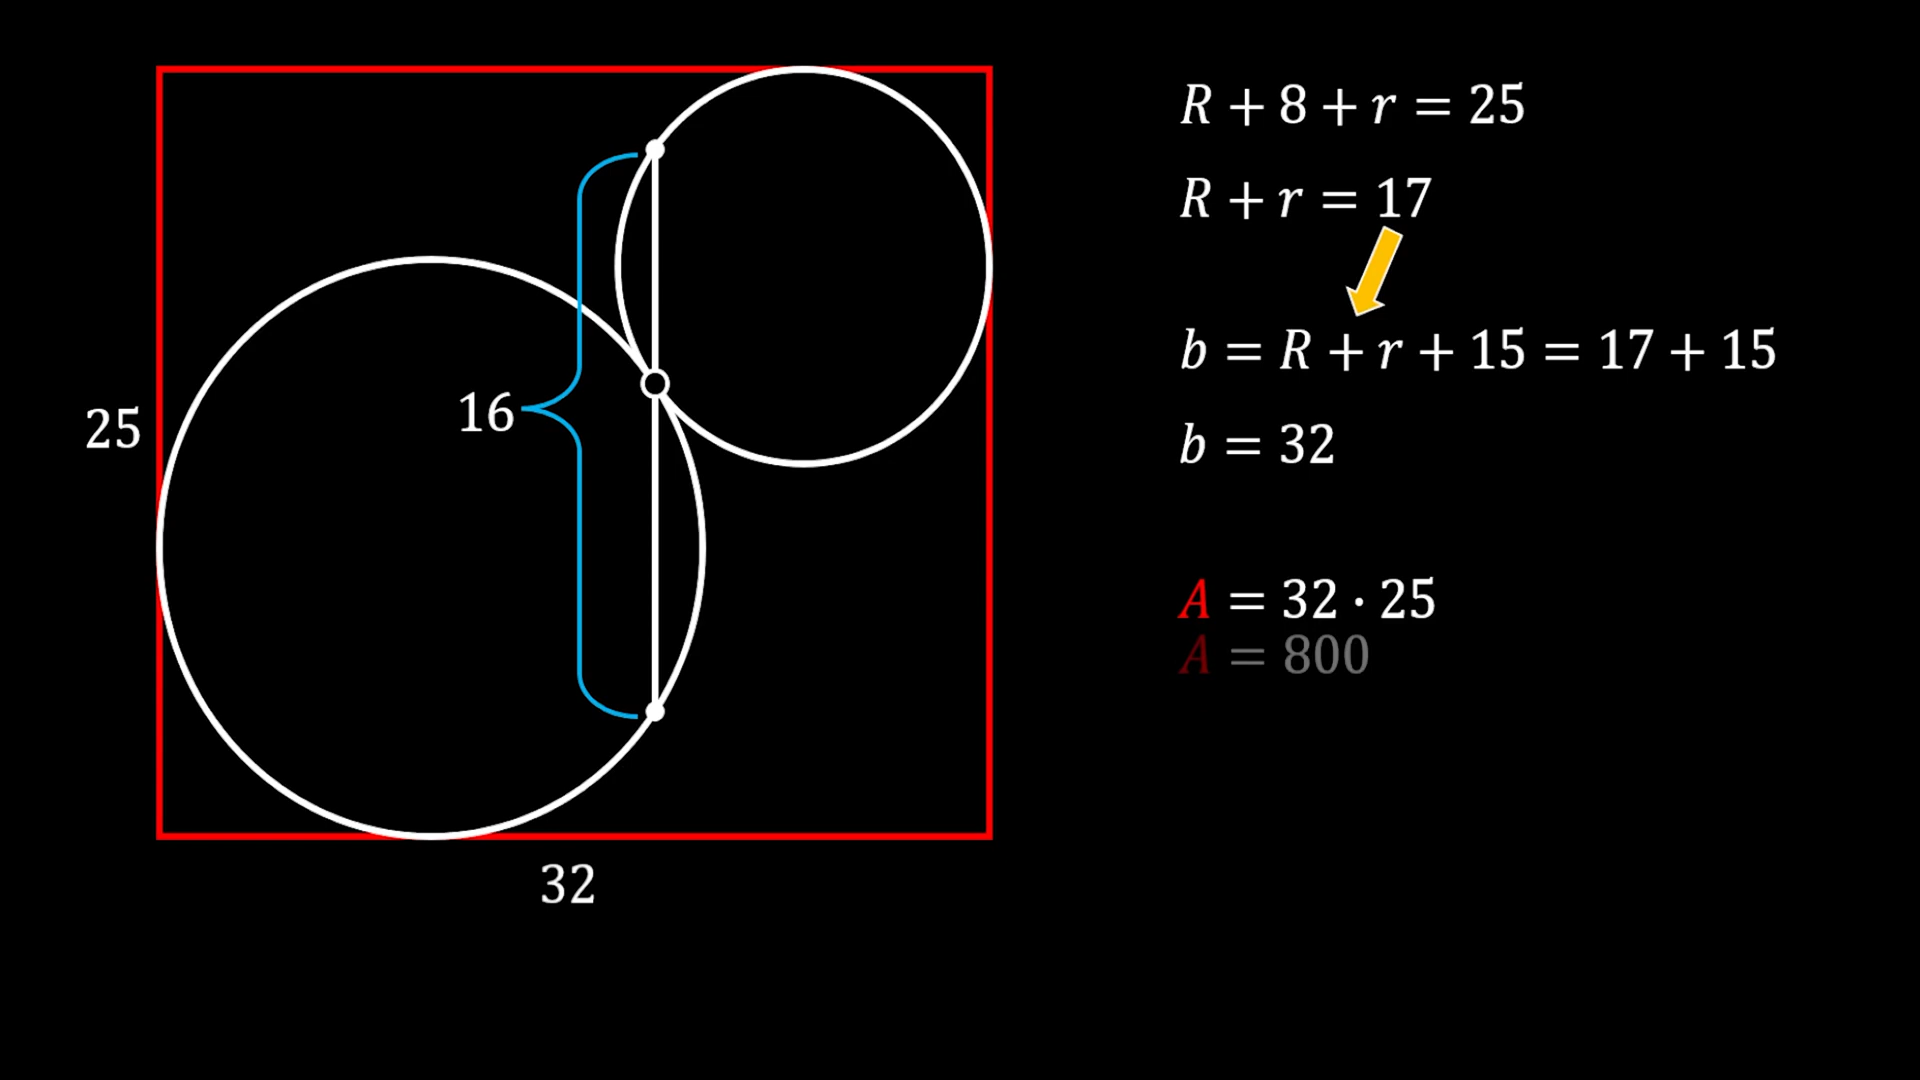 R + 8 + r = 25
R + r = 17
b = R + r + 15 = 17 + 15
b = 32
A = 32 · 25
A = 800
16
25
32